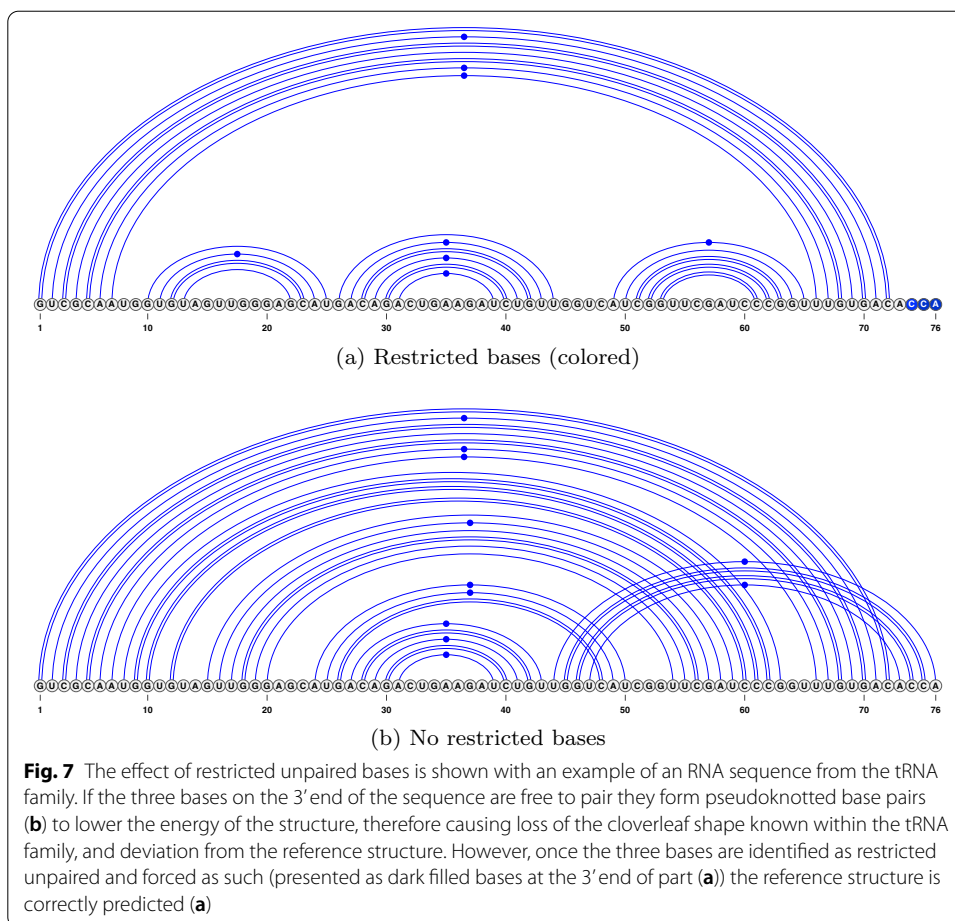 GUCGCAAUGGUGUAGUUGGGAGCAUGACAGACUGAAGAUCUGUUGGUCAUCGGUUCGAUCCCGGUUUGUGACACCA
1 10 20 30 40 50 60 70 76
(a) Restricted bases (colored)
GUCGCAAUGGUGUAGUUGGGAGCAUGACAGACUGAAGAUCUGUUGGUCAUCGGUUCGAUCCCGGUUUGUGACACCA
1 10 20 30 40 50 60 70 76
(b) No restricted bases
Fig. 7 The effect of restricted unpaired bases is shown with an example of an RNA sequence from the tRNA
family. If the three bases on the 3′ end of the sequence are free to pair they form pseudoknotted base pairs
(b) to lower the energy of the structure, therefore causing loss of the cloverleaf shape known within the tRNA
family, and deviation from the reference structure. However, once the three bases are identified as restricted
unpaired and forced as such (presented as dark filled bases at the 3′ end of part (a)) the reference structure is
correctly predicted (a)